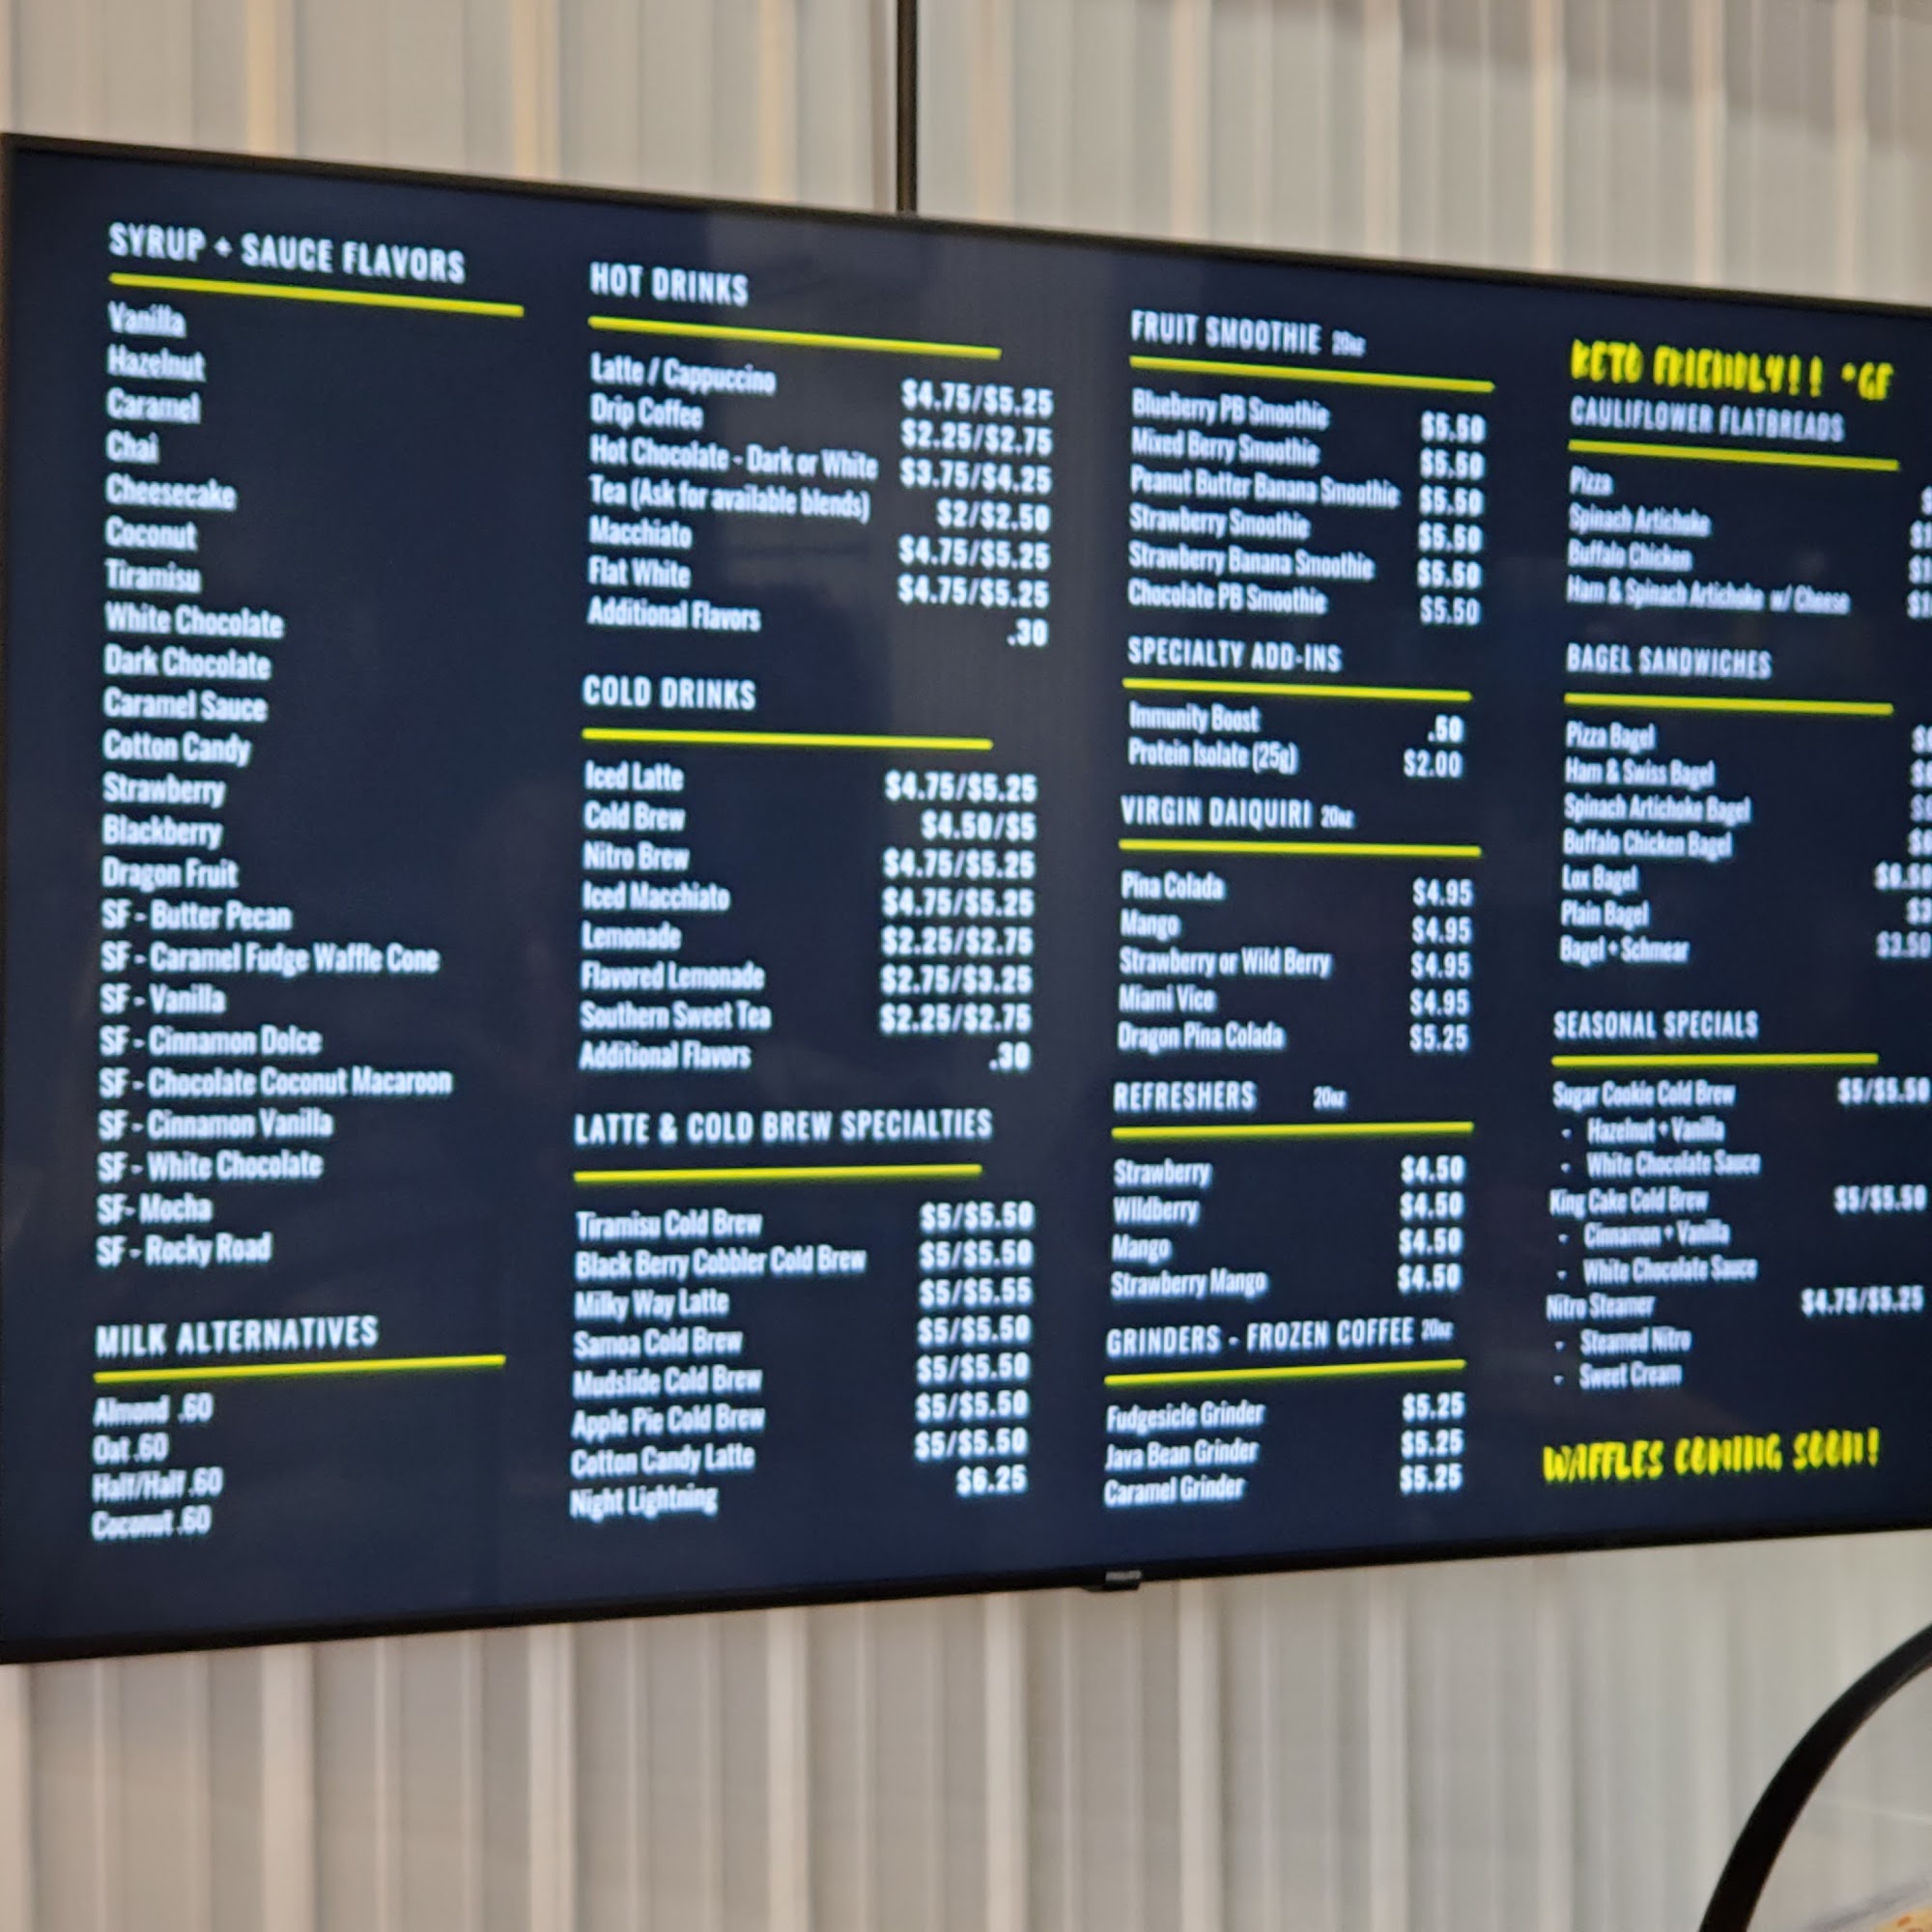 SYRUP + SAUCE FLAVORS
Vanilla
Hazelnut
Caramel
Chai
Cheesecake
Coconut
Tiramisu
White Chocolate
Dark Chocolate
Caramel Sauce
Cotton Candy
Strawberry
Blackberry
Dragon Fruit
SF - Butter Pecan
SF - Caramel Fudge Waffle Cone
SF - Vanilla
SF - Cinnamon Dolce
SF - Chocolate Coconut Macaroon
SF - Cinnamon Vanilla
SF - White Chocolate
SF- Mocha
SF - Rocky Road
MILK ALTERNATIVES
Almond .60
Oat .60
Half/Half .60
Coconut .60
HOT DRINKS
Latte / Cappuccino $4.75/$5.25
Drip Coffee $2.25/$2.75
Hot Chocolate - Dark or White $3.75/$4.25
Tea (Ask for available blends) $2/$2.50
Macchiato $4.75/$5.25
Flat White $4.75/$5.25
Additional Flavors .30
COLD DRINKS
Iced Latte $4.75/$5.25
Cold Brew $4.50/$5
Nitro Brew $4.75/$5.25
Iced Macchiato $4.75/$5.25
Lemonade $2.25/$2.75
Flavored Lemonade $2.75/$3.25
Southern Sweet Tea $2.25/$2.75
Additional Flavors .30
LATTE & COLD BREW SPECIALTIES
Tiramisu Cold Brew $5/$5.50
Black Berry Cobbler Cold Brew $5/$5.50
Milky Way Latte $5/$5.55
Samoa Cold Brew $5/$5.50
Mudslide Cold Brew $5/$5.50
Apple Pie Cold Brew $5/$5.50
Cotton Candy Latte $5/$5.50
Night Lightning $6.25
FRUIT SMOOTHIE 20oz
Blueberry PB Smoothie $5.50
Mixed Berry Smoothie $5.50
Peanut Butter Banana Smoothie $5.50
Strawberry Smoothie $5.50
Strawberry Banana Smoothie $5.50
Chocolate PB Smoothie $5.50
SPECIALTY ADD-INS
Immunity Boost .50
Protein Isolate (25g) $2.00
VIRGIN DAIQUIRI 20oz
Pina Colada $4.95
Mango $4.95
Strawberry or Wild Berry $4.95
Miami Vice $4.95
Dragon Pina Colada $5.25
REFRESHERS 20oz
Strawberry $4.50
Wildberry $4.50
Mango $4.50
Strawberry Mango $4.50
GRINDERS - FROZEN COFFEE 20oz
Fudgesicle Grinder $5.25
Java Bean Grinder $5.25
Caramel Grinder $5.25
KETO FRIENDLY!! *GF
CAULIFLOWER FLATBREADS
Pizza
Spinach Artichoke
Buffalo Chicken
Ham & Spinach Artichoke w/ Cheese
BAGEL SANDWICHES
Pizza Bagel
Ham & Swiss Bagel
Spinach Artichoke Bagel
Buffalo Chicken Bagel
Lox Bagel
Plain Bagel
Bagel + Schmear $3.50
SEASONAL SPECIALS
Sugar Cookie Cold Brew $5/$5.50
- Hazelnut + Vanilla
- White Chocolate Sauce
King Cake Cold Brew $5/$5.50
- Cinnamon + Vanilla
- White Chocolate Sauce
Nitro Steamer $4.75/$5.25
- Steamed Nitro
- Sweet Cream
WAFFLES COMING SOON!